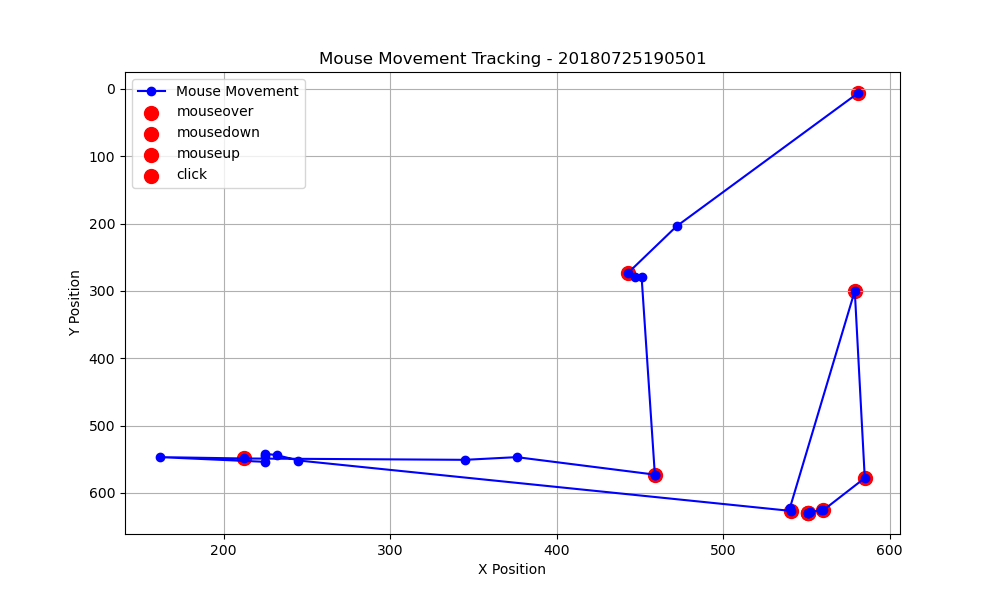 Mouse Movement Tracking - 20180725190501
Mouse Movement
mouseover
mousedown
mouseup
click
0
100
200
300
400
500
600
Y Position
200
300
400
500
600
X Position